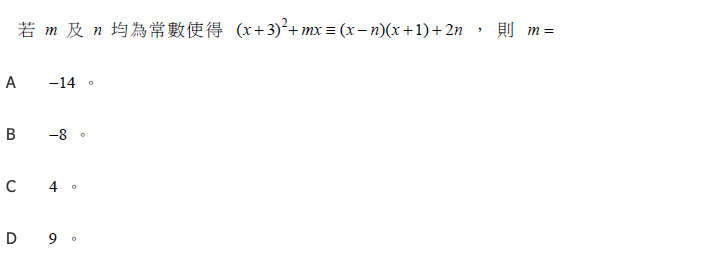 若 m 及 n 均為常數使得 (x+3)²+mx≡(x−n)(x+1)+2n ， 則 m=
A −14 。
B −8 。
C 4 。
D 9 。